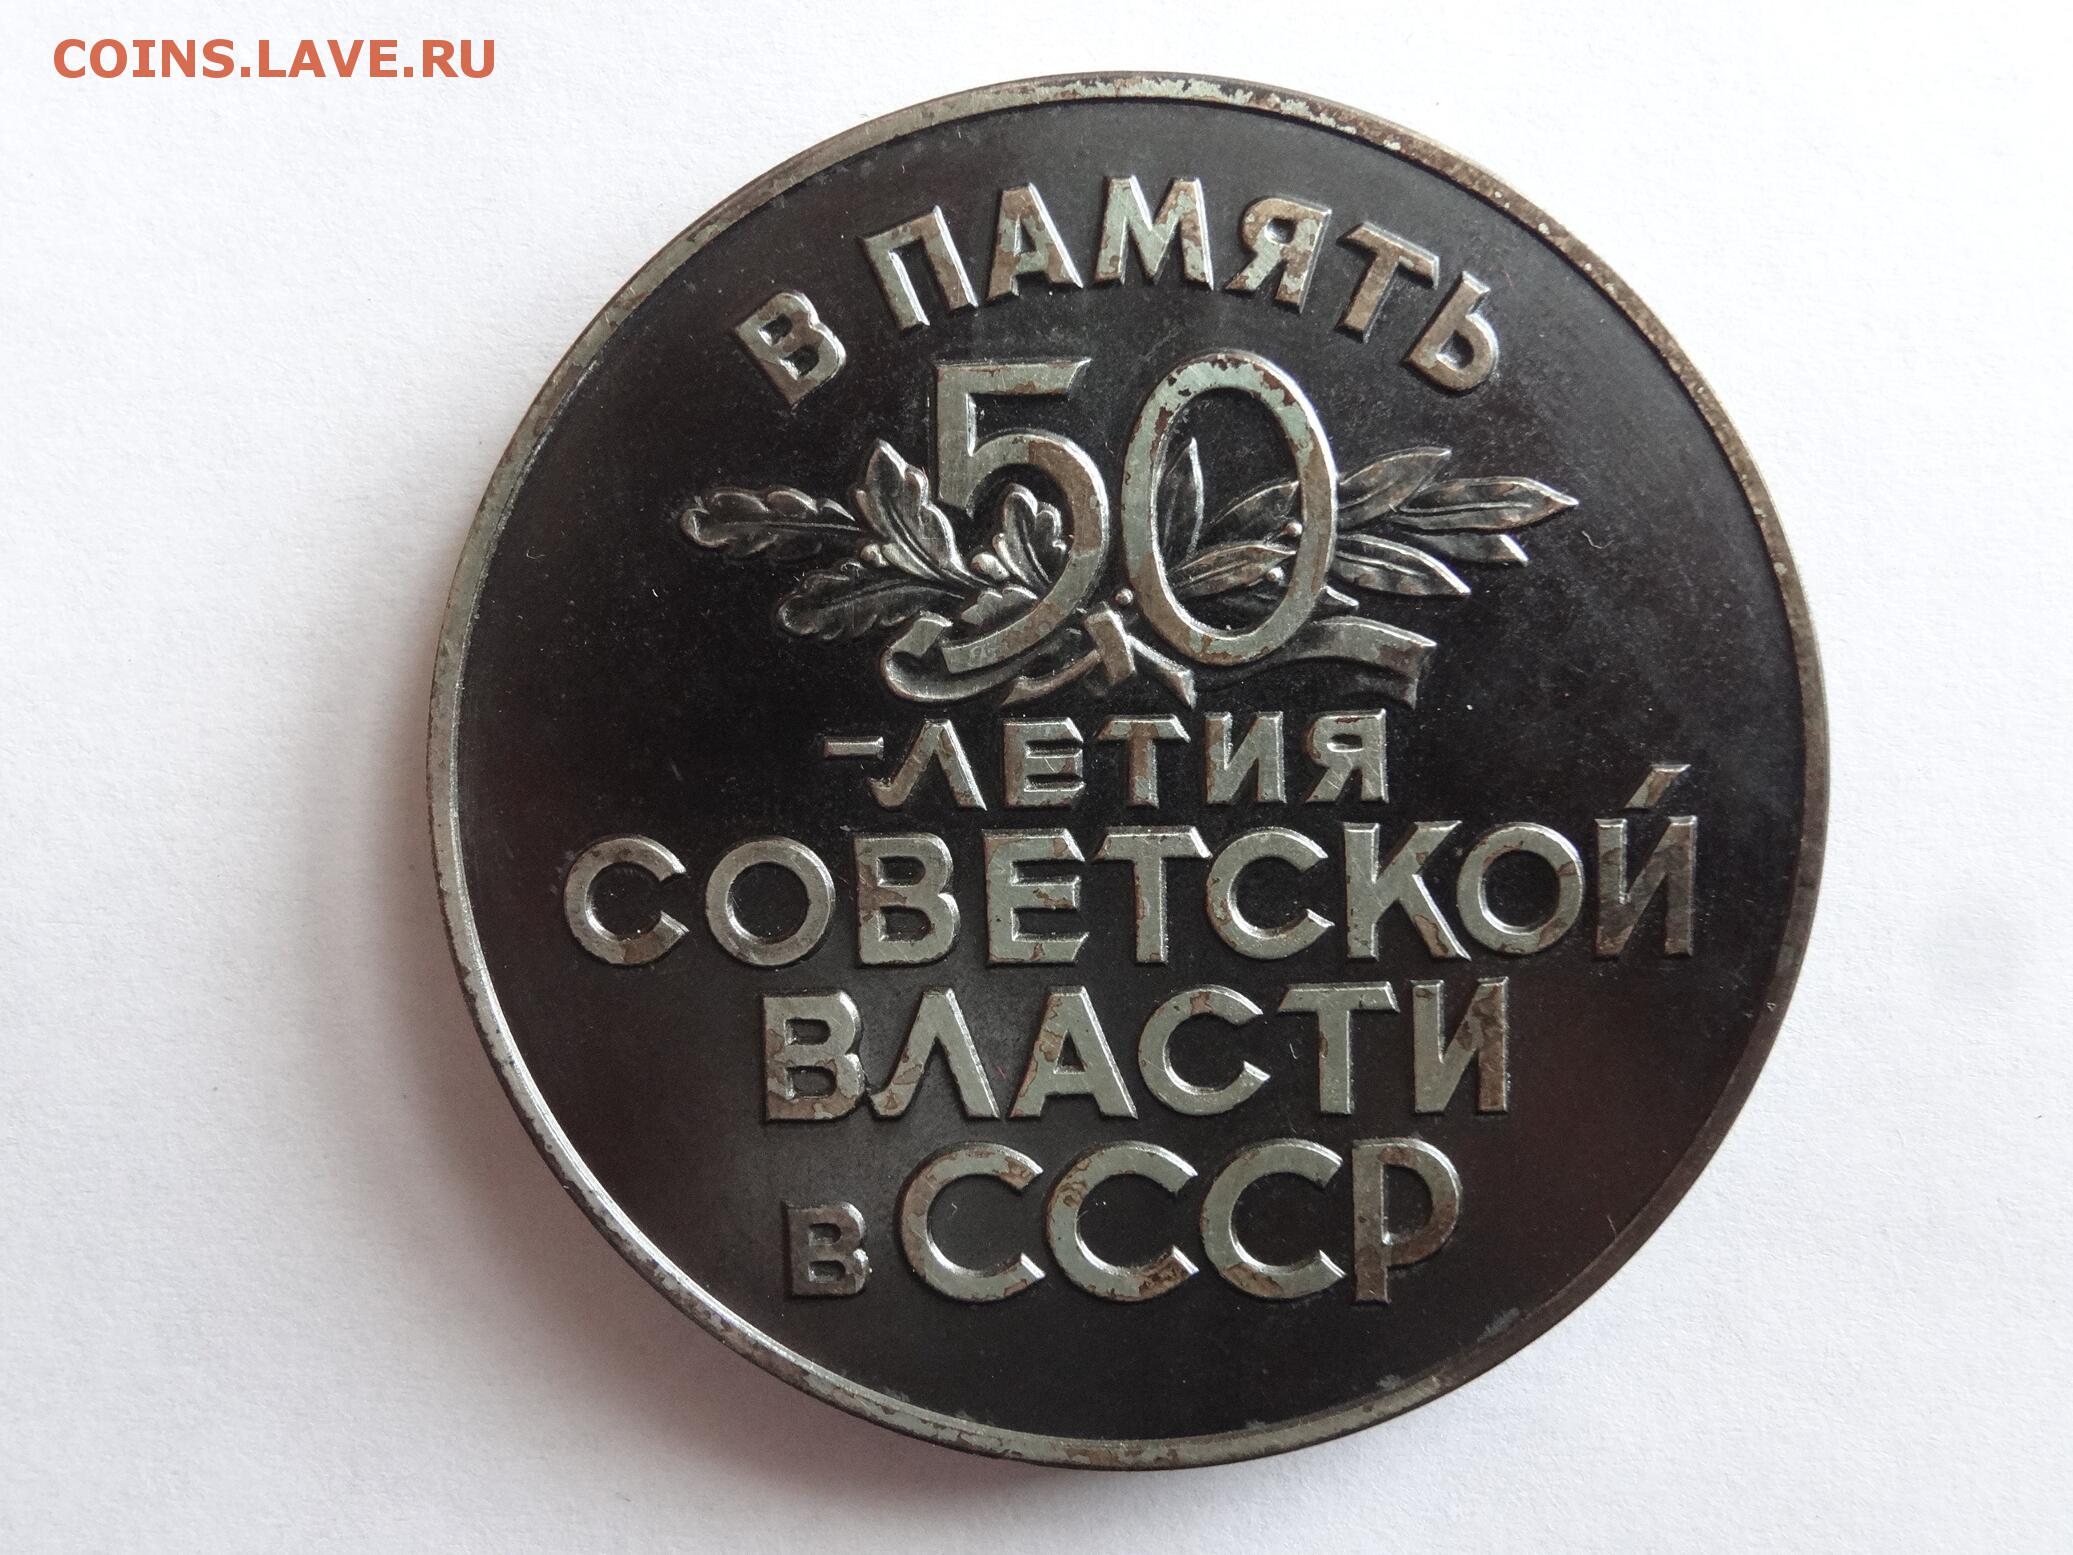 COINS.LAVE.RU
В ПАМЯТЬ
50
-ЛЕТИЯ
СОВЕТСКОЙ
ВЛАСТИ
В СССР